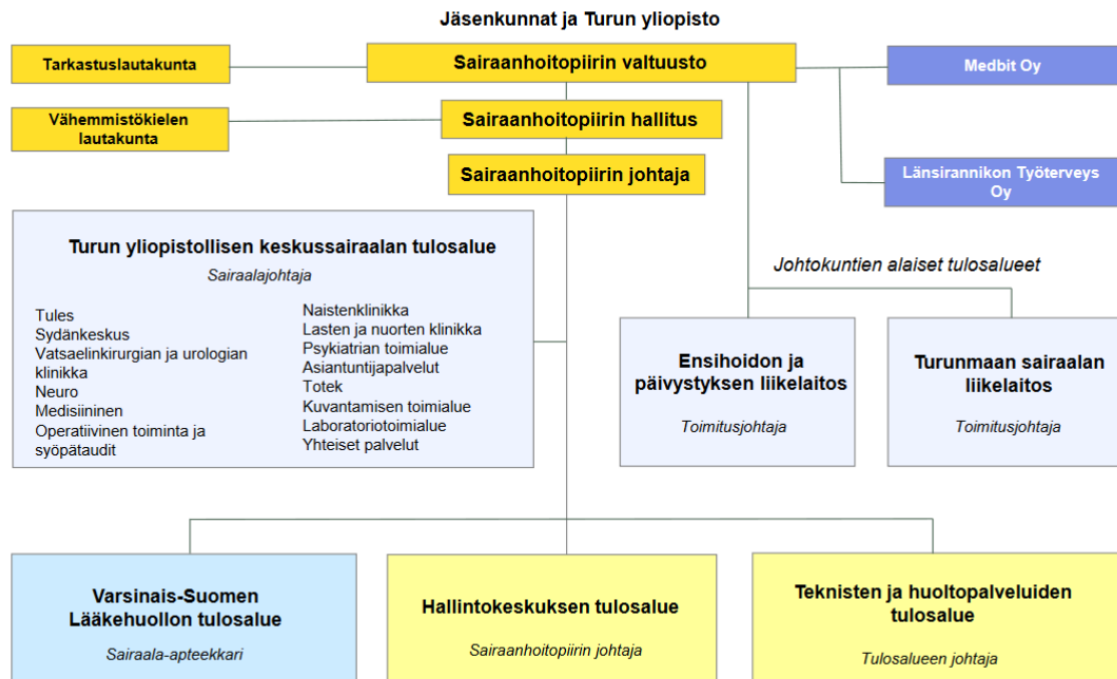 Jäsenkunnat ja Turun yliopisto
Tarkastuslautakunta
Sairaanhoitopiirin valtuusto
Medbit Oy
Vähemmistökielen
lautakunta
Sairaanhoitopiirin hallitus
Sairaanhoitopiirin johtaja
Länsirannikon Työterveys
Oy
Turun yliopistollisen keskussairaalan tulosalue
Sairaalajohtaja
Tules
Sydänkeskus
Vatsaelinkirurgian ja urologian
klinikka
Neuro
Medisiininen
Operatiivinen toiminta ja
syöpätaudit
Naistenklinikka
Lasten ja nuorten klinikka
Psykiatrian toimialue
Asiantuntijapalvelut
Totek
Kuvantamisen toimialue
Laboratoriotoimialue
Yhteiset palvelut
Johtokuntien alaiset tulosalueet
Ensihoidon ja
päivystyksen liikelaitos
Toimitusjohtaja
Turunmaan sairaalan
liikelaitos
Toimitusjohtaja
Varsinais-Suomen
Lääkehuollon tulosalue
Sairaala-apteekkari
Hallintokeskuksen tulosalue
Sairaanhoitopiirin johtaja
Teknisten ja huoltopalveluiden
tulosalue
Tulosalueen johtaja